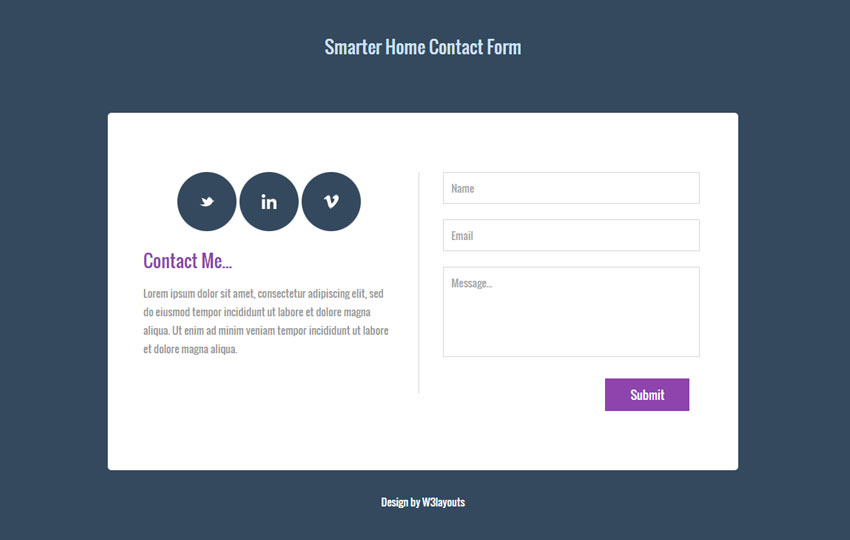 Smarter Home Contact Form
in
Contact Me...
Lorem ipsum dolor sit amet, consectetur adipiscing elit, sed
do eiusmod tempor incididunt ut labore et dolore magna
aliqua. Ut enim ad minim veniam tempor incididunt ut labore
et dolore magna aliqua.
Name
Email
Message...
Submit
Design by W3layouts